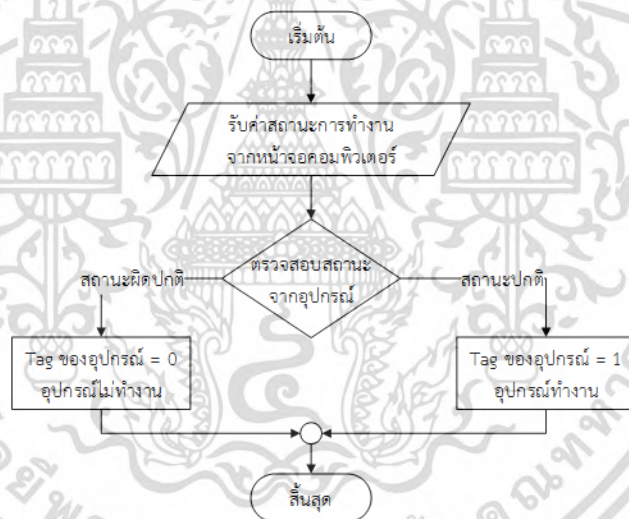 เริ่มต้น
รับค่าสถานะการทำงาน
จากหน้าจอคอมพิวเตอร์
ตรวจสอบสถานะ
จากอุปกรณ์
สถานะผิดปกติ
สถานะปกติ
Tag ของอุปกรณ์ = 0
อุปกรณ์ไม่ทำงาน
Tag ของอุปกรณ์ = 1
อุปกรณ์ทำงาน
สิ้นสุด